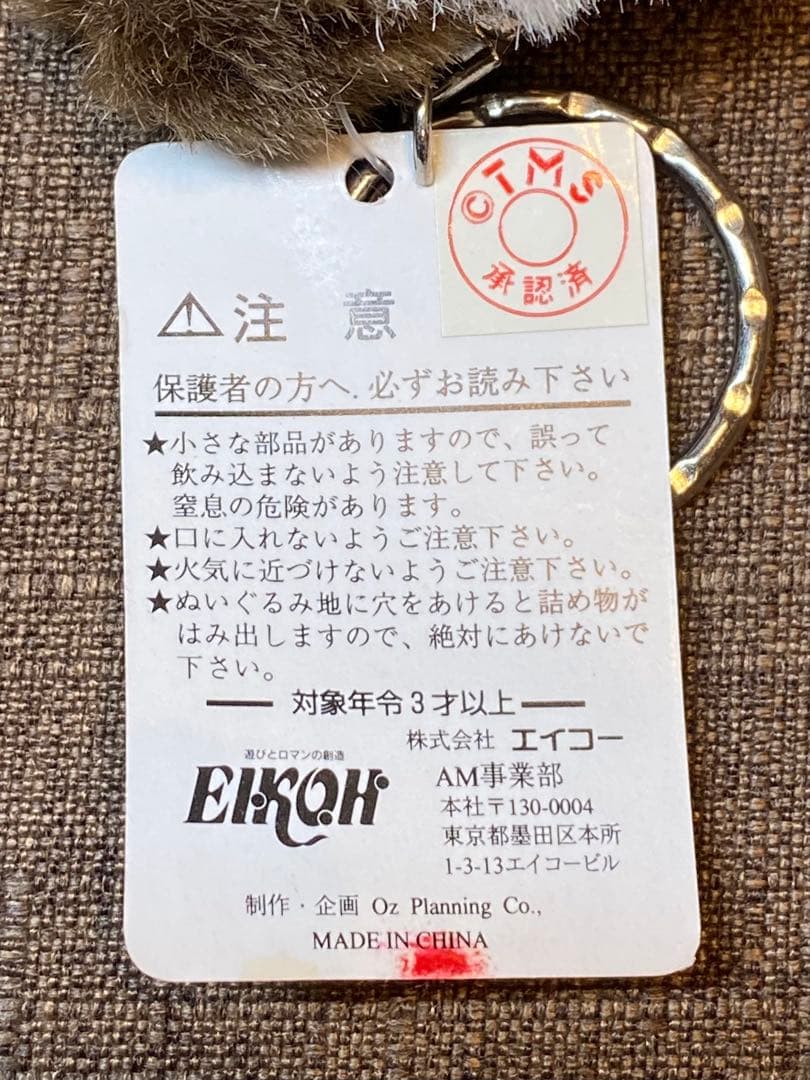 ©TMS
承認済
⚠注 意
保護者の方へ.必ずお読み下さい
★小さな部品がありますので、誤って
飲み込まないよう注意して下さい。
窒息の危険があります。
★口に入れないようご注意下さい。
★火気に近づけないようご注意下さい。
★ぬいぐるみ地に穴をあけると詰め物が
はみ出しますので、絶対にあけないで
下さい。
対象年令3才以上
株式会社 エイコー
遊びとロマンの創造
EIKOH
AM事業部
本社〒130-0004
東京都墨田区本所
1-3-13エイコービル
制作・企画 Oz Planning Co.,
MADE IN CHINA